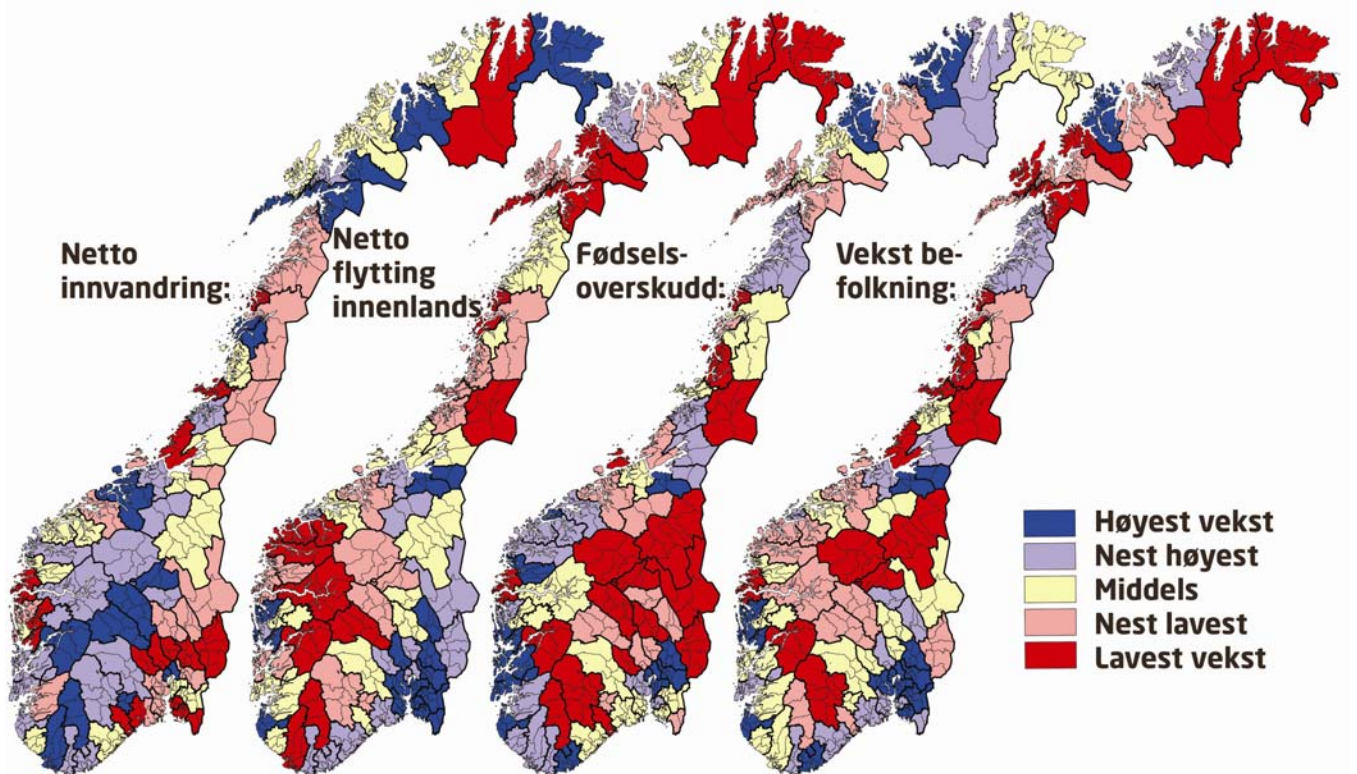 Netto
innvandring:
Netto
flytting
innenlands
Fødsels-
overskudd:
Vekst be-
folkning:
Høyest vekst
Nest høyest
Middels
Nest lavest
Lavest vekst